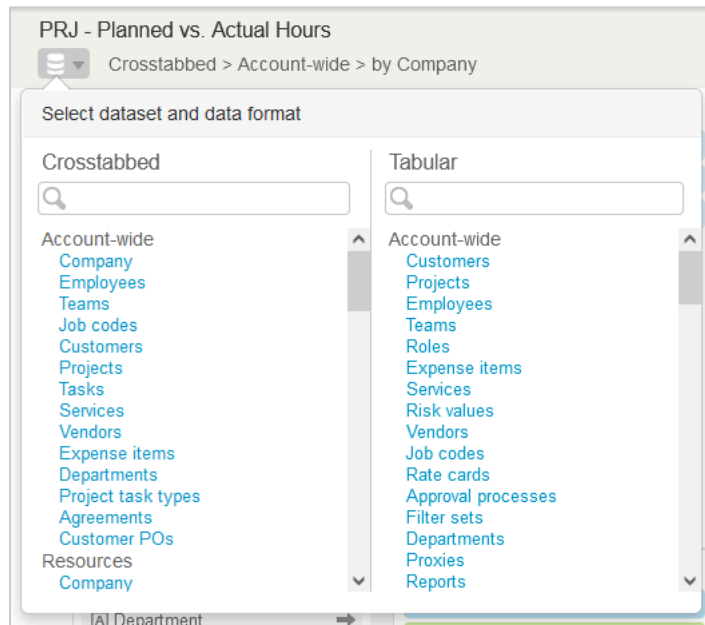 PRJ - Planned vs. Actual Hours
Crosstabbed > Account-wide > by Company
Select dataset and data format
Crosstabbed
Account-wide
Company
Employees
Teams
Job codes
Customers
Projects
Tasks
Services
Vendors
Expense items
Departments
Project task types
Agreements
Customer POs
Resources
Company
Tabular
Account-wide
Customers
Projects
Employees
Teams
Roles
Expense items
Services
Risk values
Vendors
Job codes
Rate cards
Approval processes
Filter sets
Departments
Proxies
Reports
[A] Department